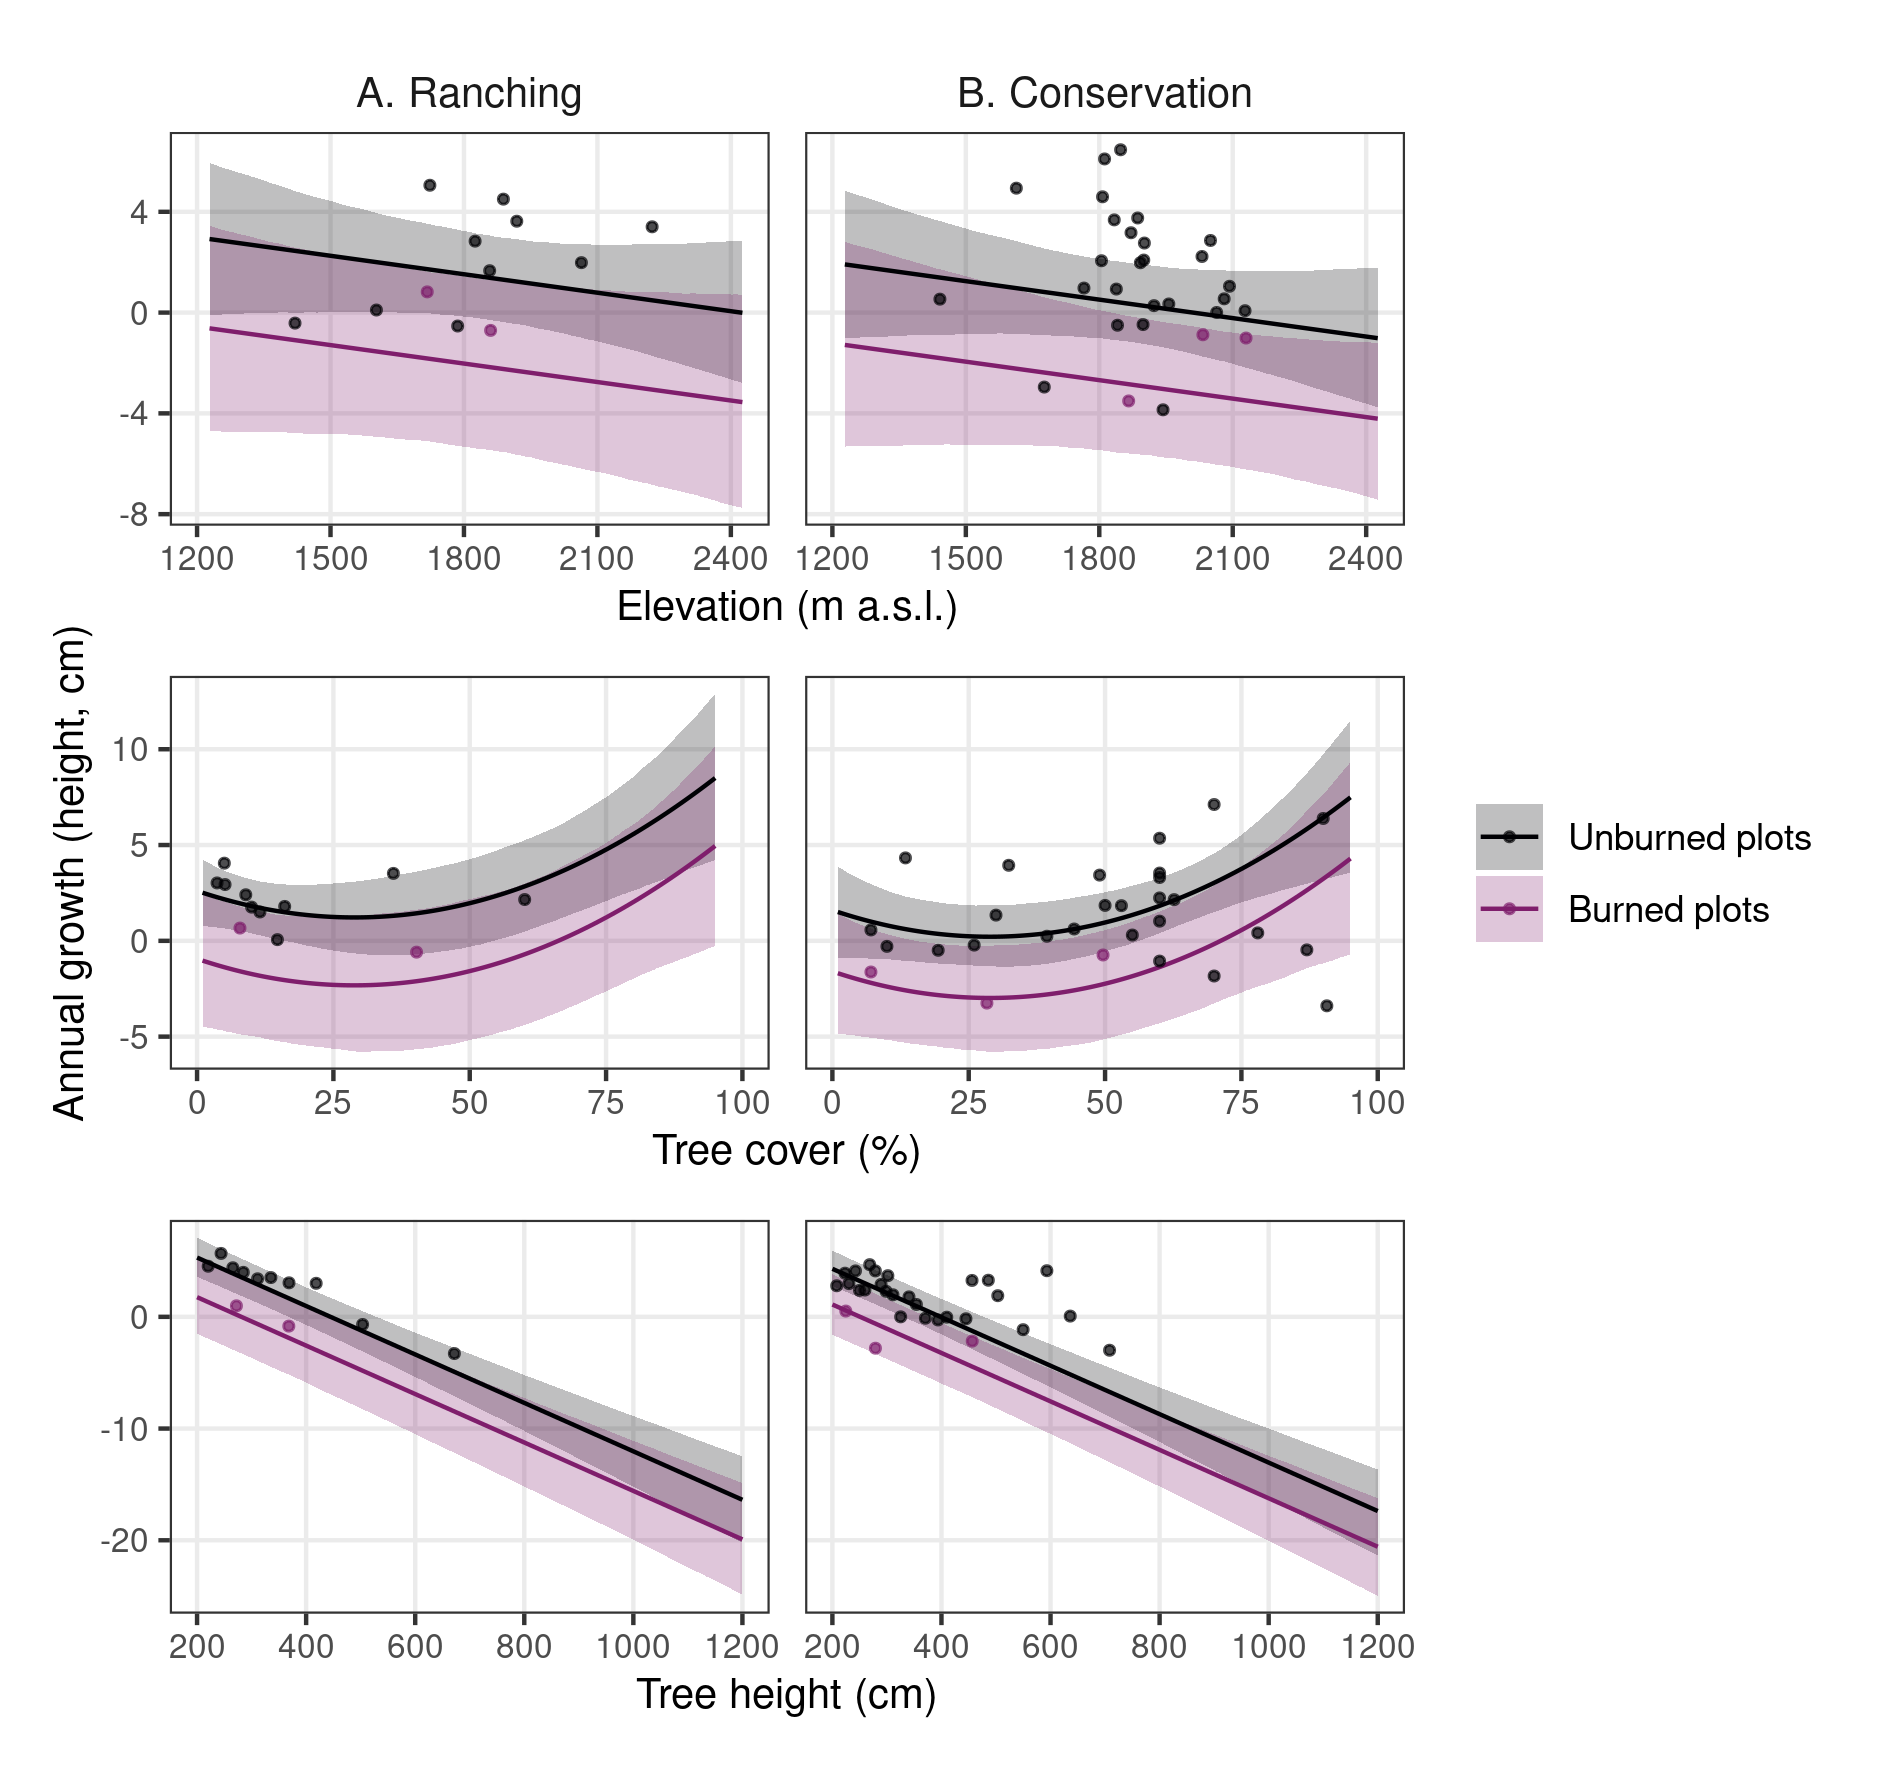 A. Ranching
B. Conservation
4
0
-4
-8
1200 1500 1800 2100 2400
1200 1500 1800 2100 2400
Elevation (m a.s.l.)
Annual growth (height, cm)
10
5
0
-5
0 25 50 75 100
0 25 50 75 100
Tree cover (%)
Unburned plots
Burned plots
0
-10
-20
200 400 600 800 1000 1200
200 400 600 800 1000 1200
Tree height (cm)